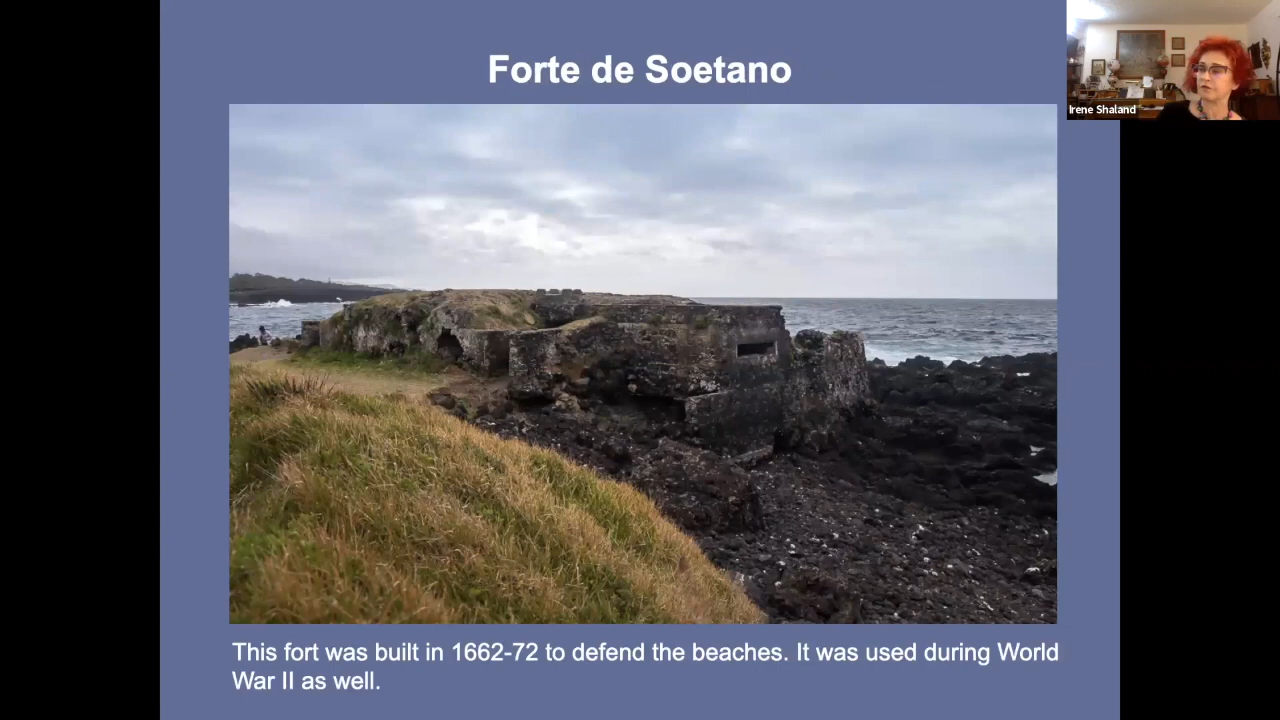 Forte de Soetano
Irene Shaland
This fort was built in 1662-72 to defend the beaches. It was used during World
War II as well.